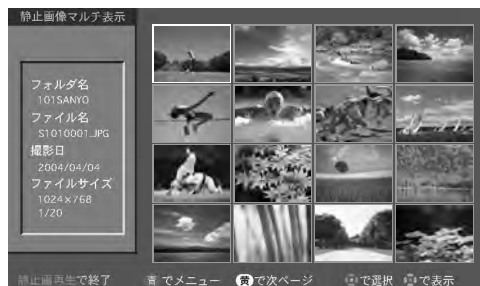 静止画像マルチ表示
フォルダ名
101SANYO
ファイル名
S1010001.JPG
撮影日
2004/04/04
ファイルサイズ
1024×768
1/20
静止画再生で終了
青 でメニュー
黄 で次ページ
で選択
で表示